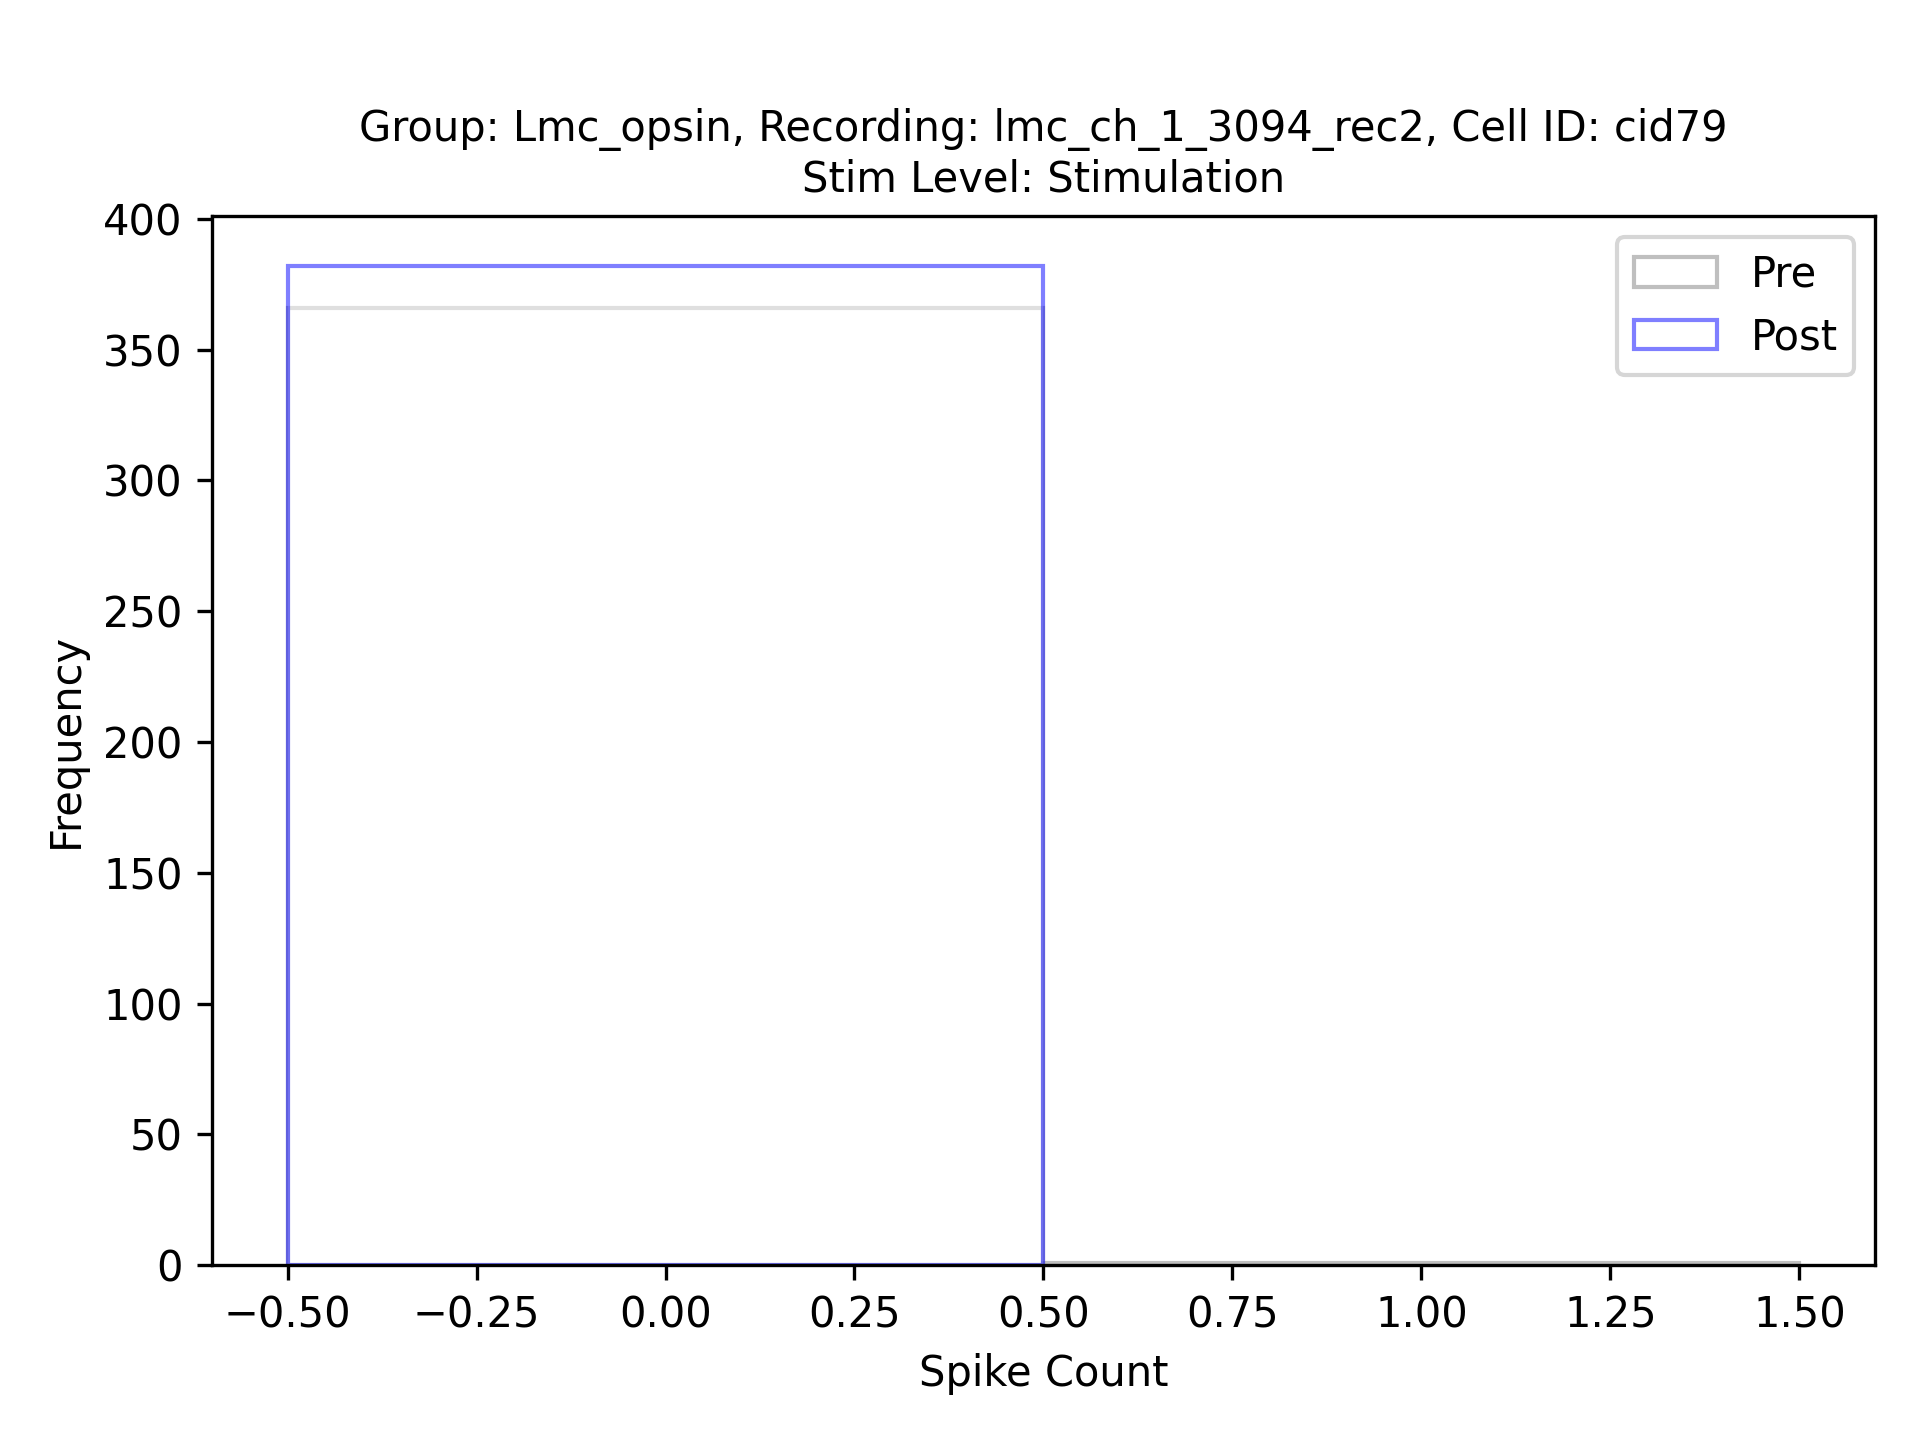 Group: Lmc_opsin, Recording: lmc_ch_1_3094_rec2, Cell ID: cid79
Stim Level: Stimulation
400
350
300
250
200
150
100
50
0
Frequency
Pre
Post
−0.50 −0.25 0.00 0.25 0.50 0.75 1.00 1.25 1.50
Spike Count